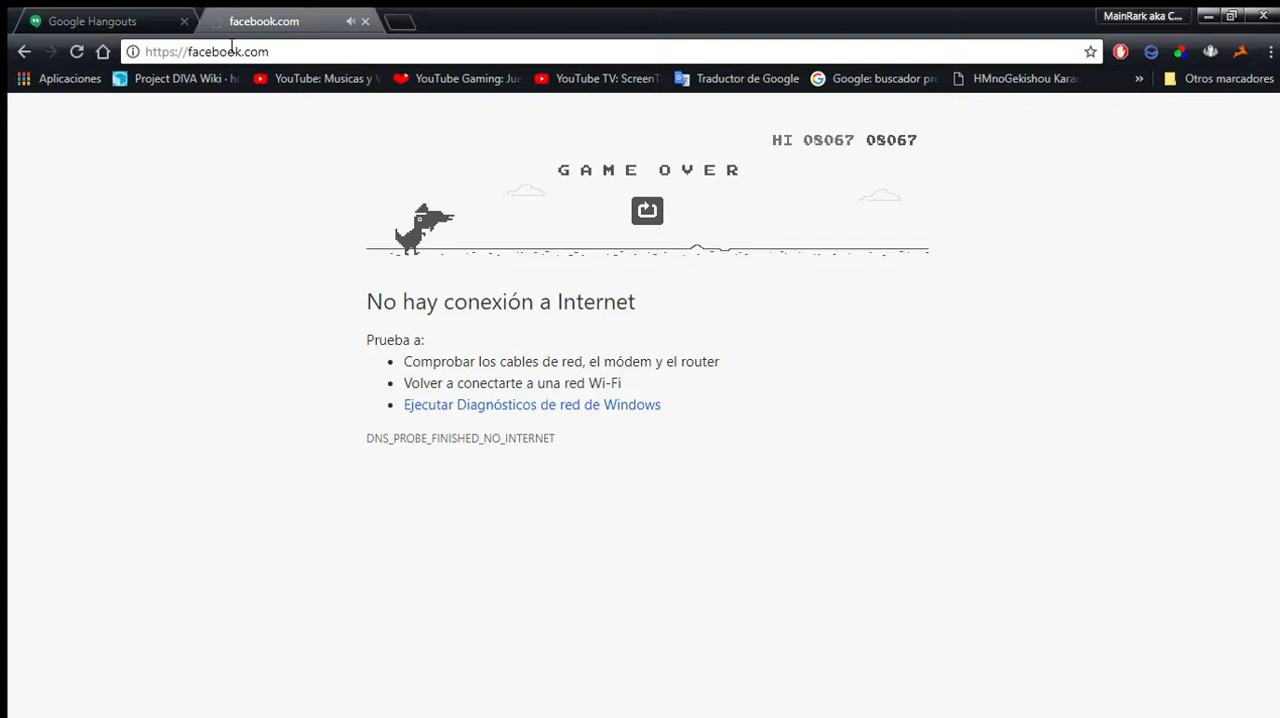 Google Hangouts
facebook.com
MainRark aka C...
https://facebook.com
Aplicaciones
Project DIVA Wiki - ho
YouTube: Musicas y V
YouTube Gaming: Jue
YouTube TV: ScreenT
Traductor de Google
Google: buscador pr
HMnoGekishou Kara
»
Otros marcadores
HI 08067 08067
GAME OVER
No hay conexión a Internet
Prueba a:
• Comprobar los cables de red, el módem y el router
• Volver a conectarte a una red Wi-Fi
• Ejecutar Diagnósticos de red de Windows
DNS_PROBE_FINISHED_NO_INTERNET